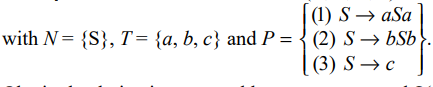 (1) S → aSa
with N = {S}, T = {a, b, c} and P = { (2) S → bSb }.
(3) S → c